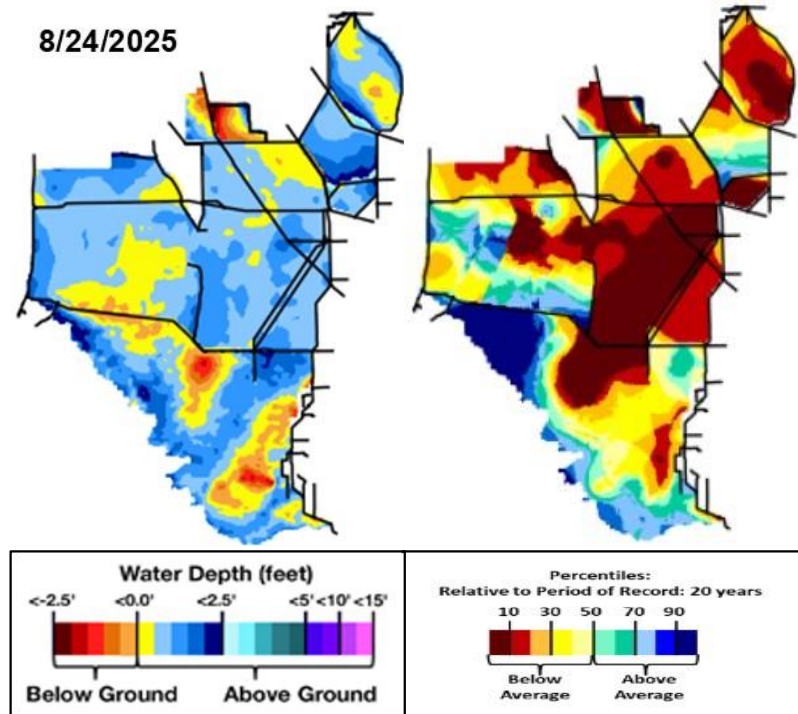 8/24/2025
Water Depth (feet)
<-2.5' <0.0' <2.5' <5' <10' <15'
Below Ground Above Ground
Percentiles:
Relative to Period of Record: 20 years
10 30 50 70 90
Below Average
Above Average